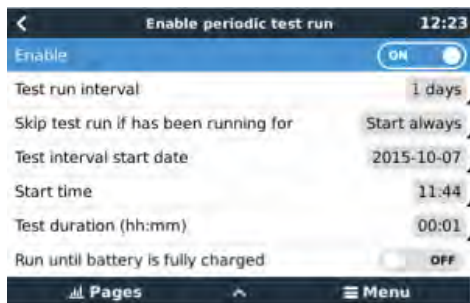 Enable periodic test run 12:23
Enable ON
Test run interval 1 days
Skip test run if has been running for Start always
Test interval start date 2015-10-07
Start time 11:44
Test duration (hh:mm) 00:01
Run until battery is fully charged OFF
Pages Menu